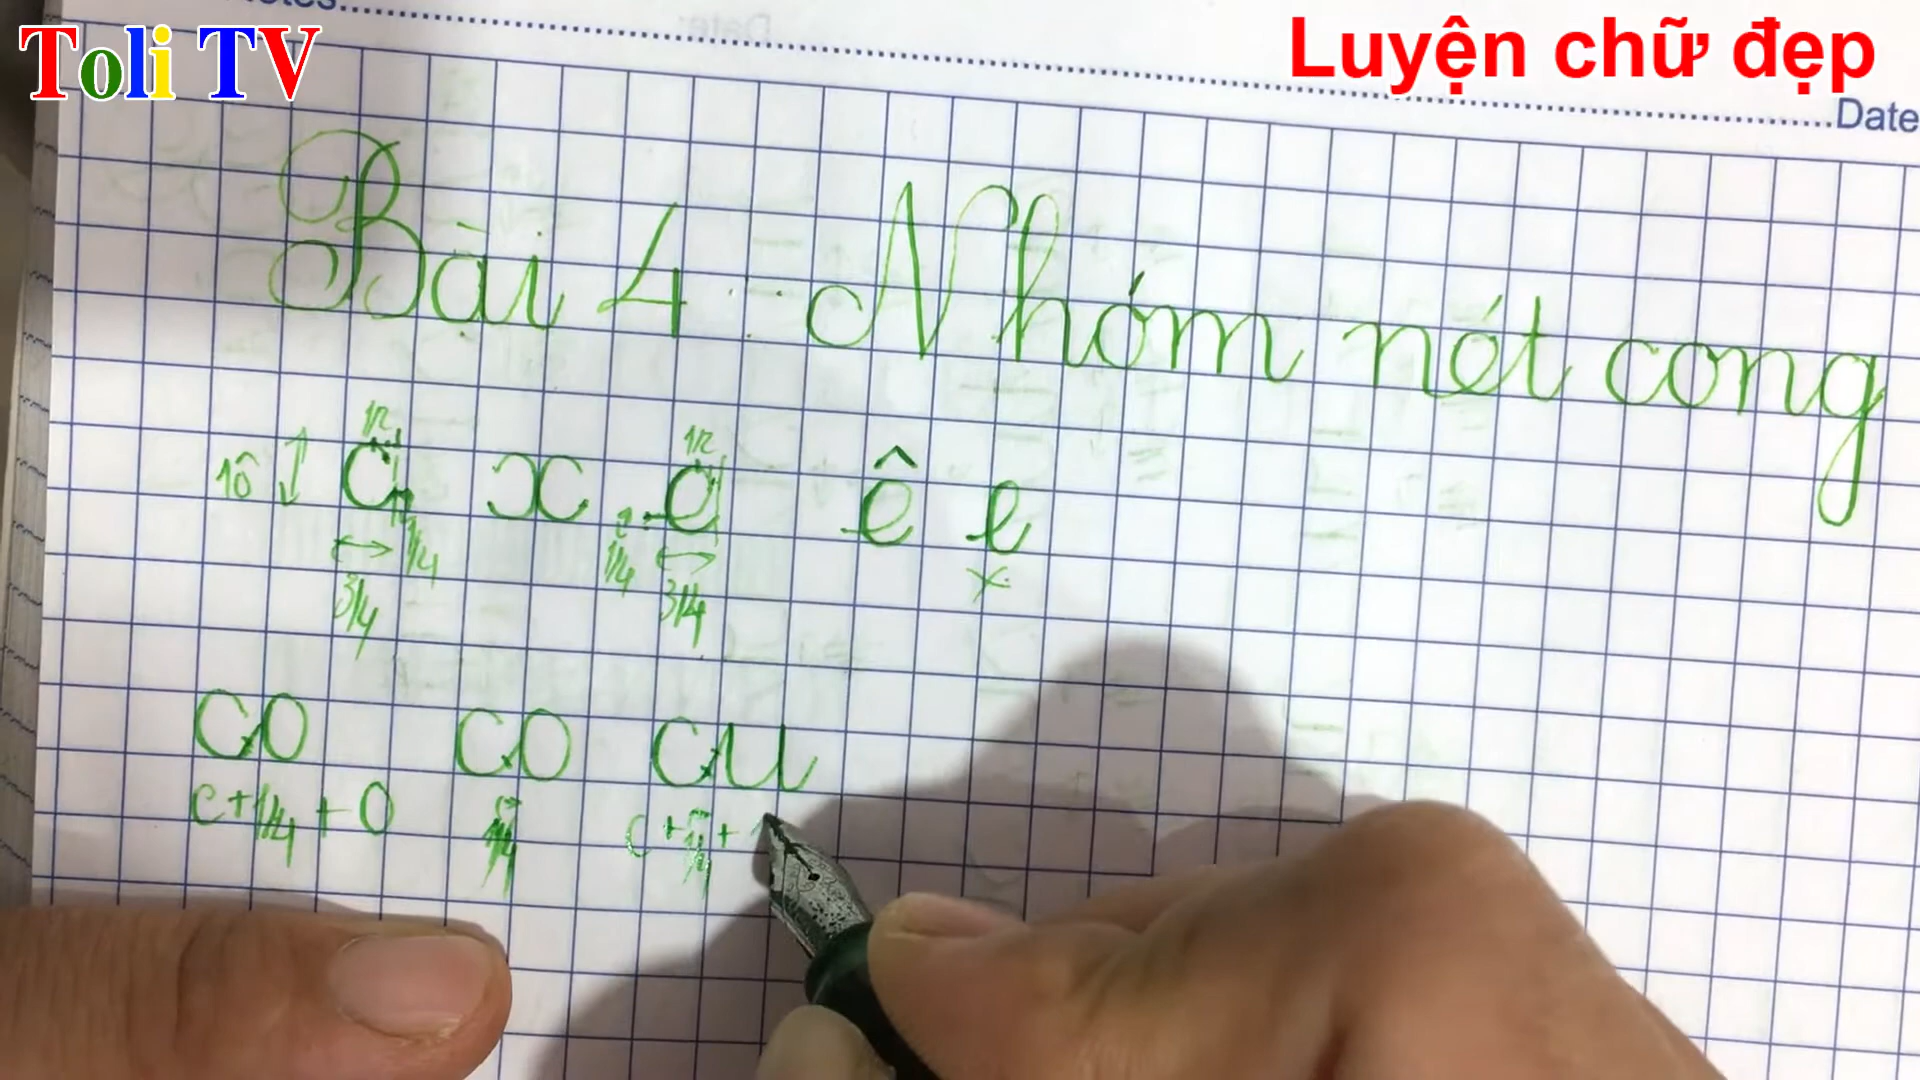 Notes
Toli TV
Luyện chữ đẹp
Date
Bài 4: Nhóm nét cong
1/2 1/2
1ô c x e ê e
1/4 1/4 x
3/4 3/4
co co cu
c + 1/4 + o 1/4 c + 1/4 +